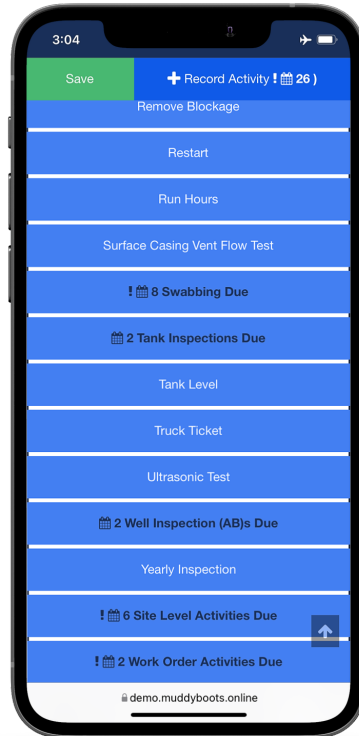 3:04
Save
Record Activity ! 26 )
Remove Blockage
Restart
Run Hours
Surface Casing Vent Flow Test
! 8 Swabbing Due
2 Tank Inspections Due
Tank Level
Truck Ticket
Ultrasonic Test
2 Well Inspection (AB)s Due
Yearly Inspection
! 6 Site Level Activities Due
! 2 Work Order Activities Due
demo.muddyboots.online